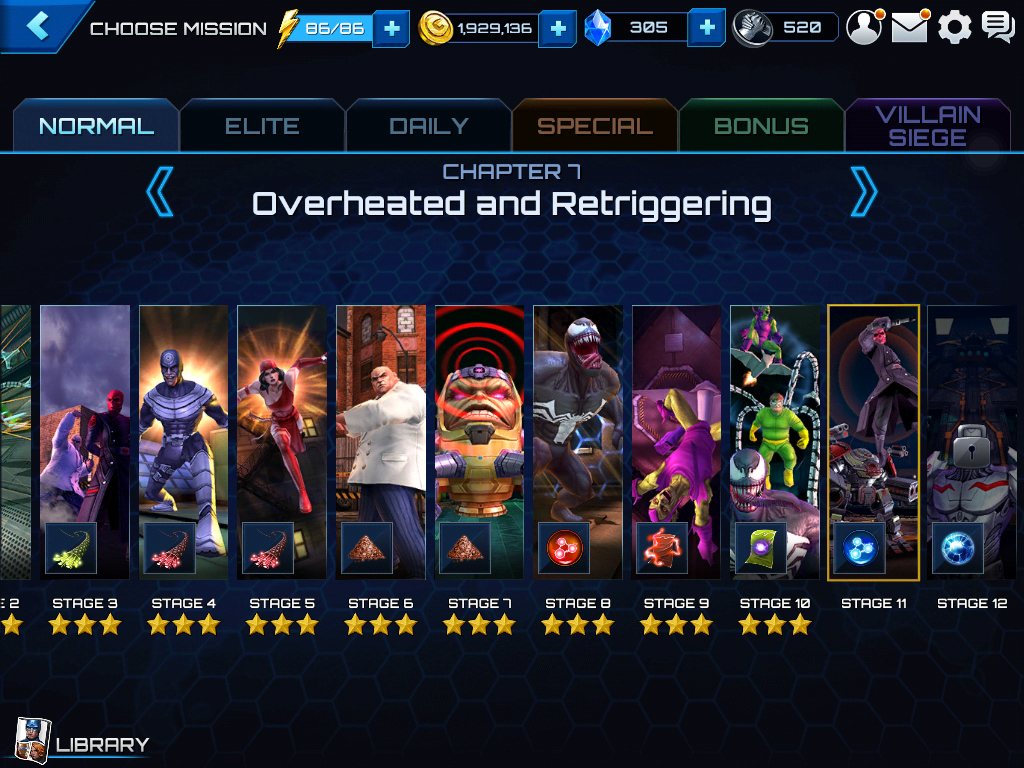 CHOOSE MISSION
86/86
1,929,136
305
520
NORMAL
ELITE
DAILY
SPECIAL
BONUS
VILLAIN
SIEGE
CHAPTER 7
Overheated and Retriggering
E 2
STAGE 3
STAGE 4
STAGE 5
STAGE 6
STAGE 7
STAGE 8
STAGE 9
STAGE 10
STAGE 11
STAGE 12
LIBRARY